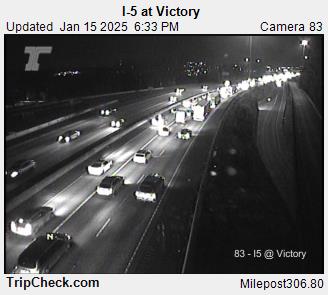 I-5 at Victory
Updated Jan 15 2025 6:33 PM Camera 83
T
N
83 - I5 @ Victory
TripCheck.com Milepost306.80